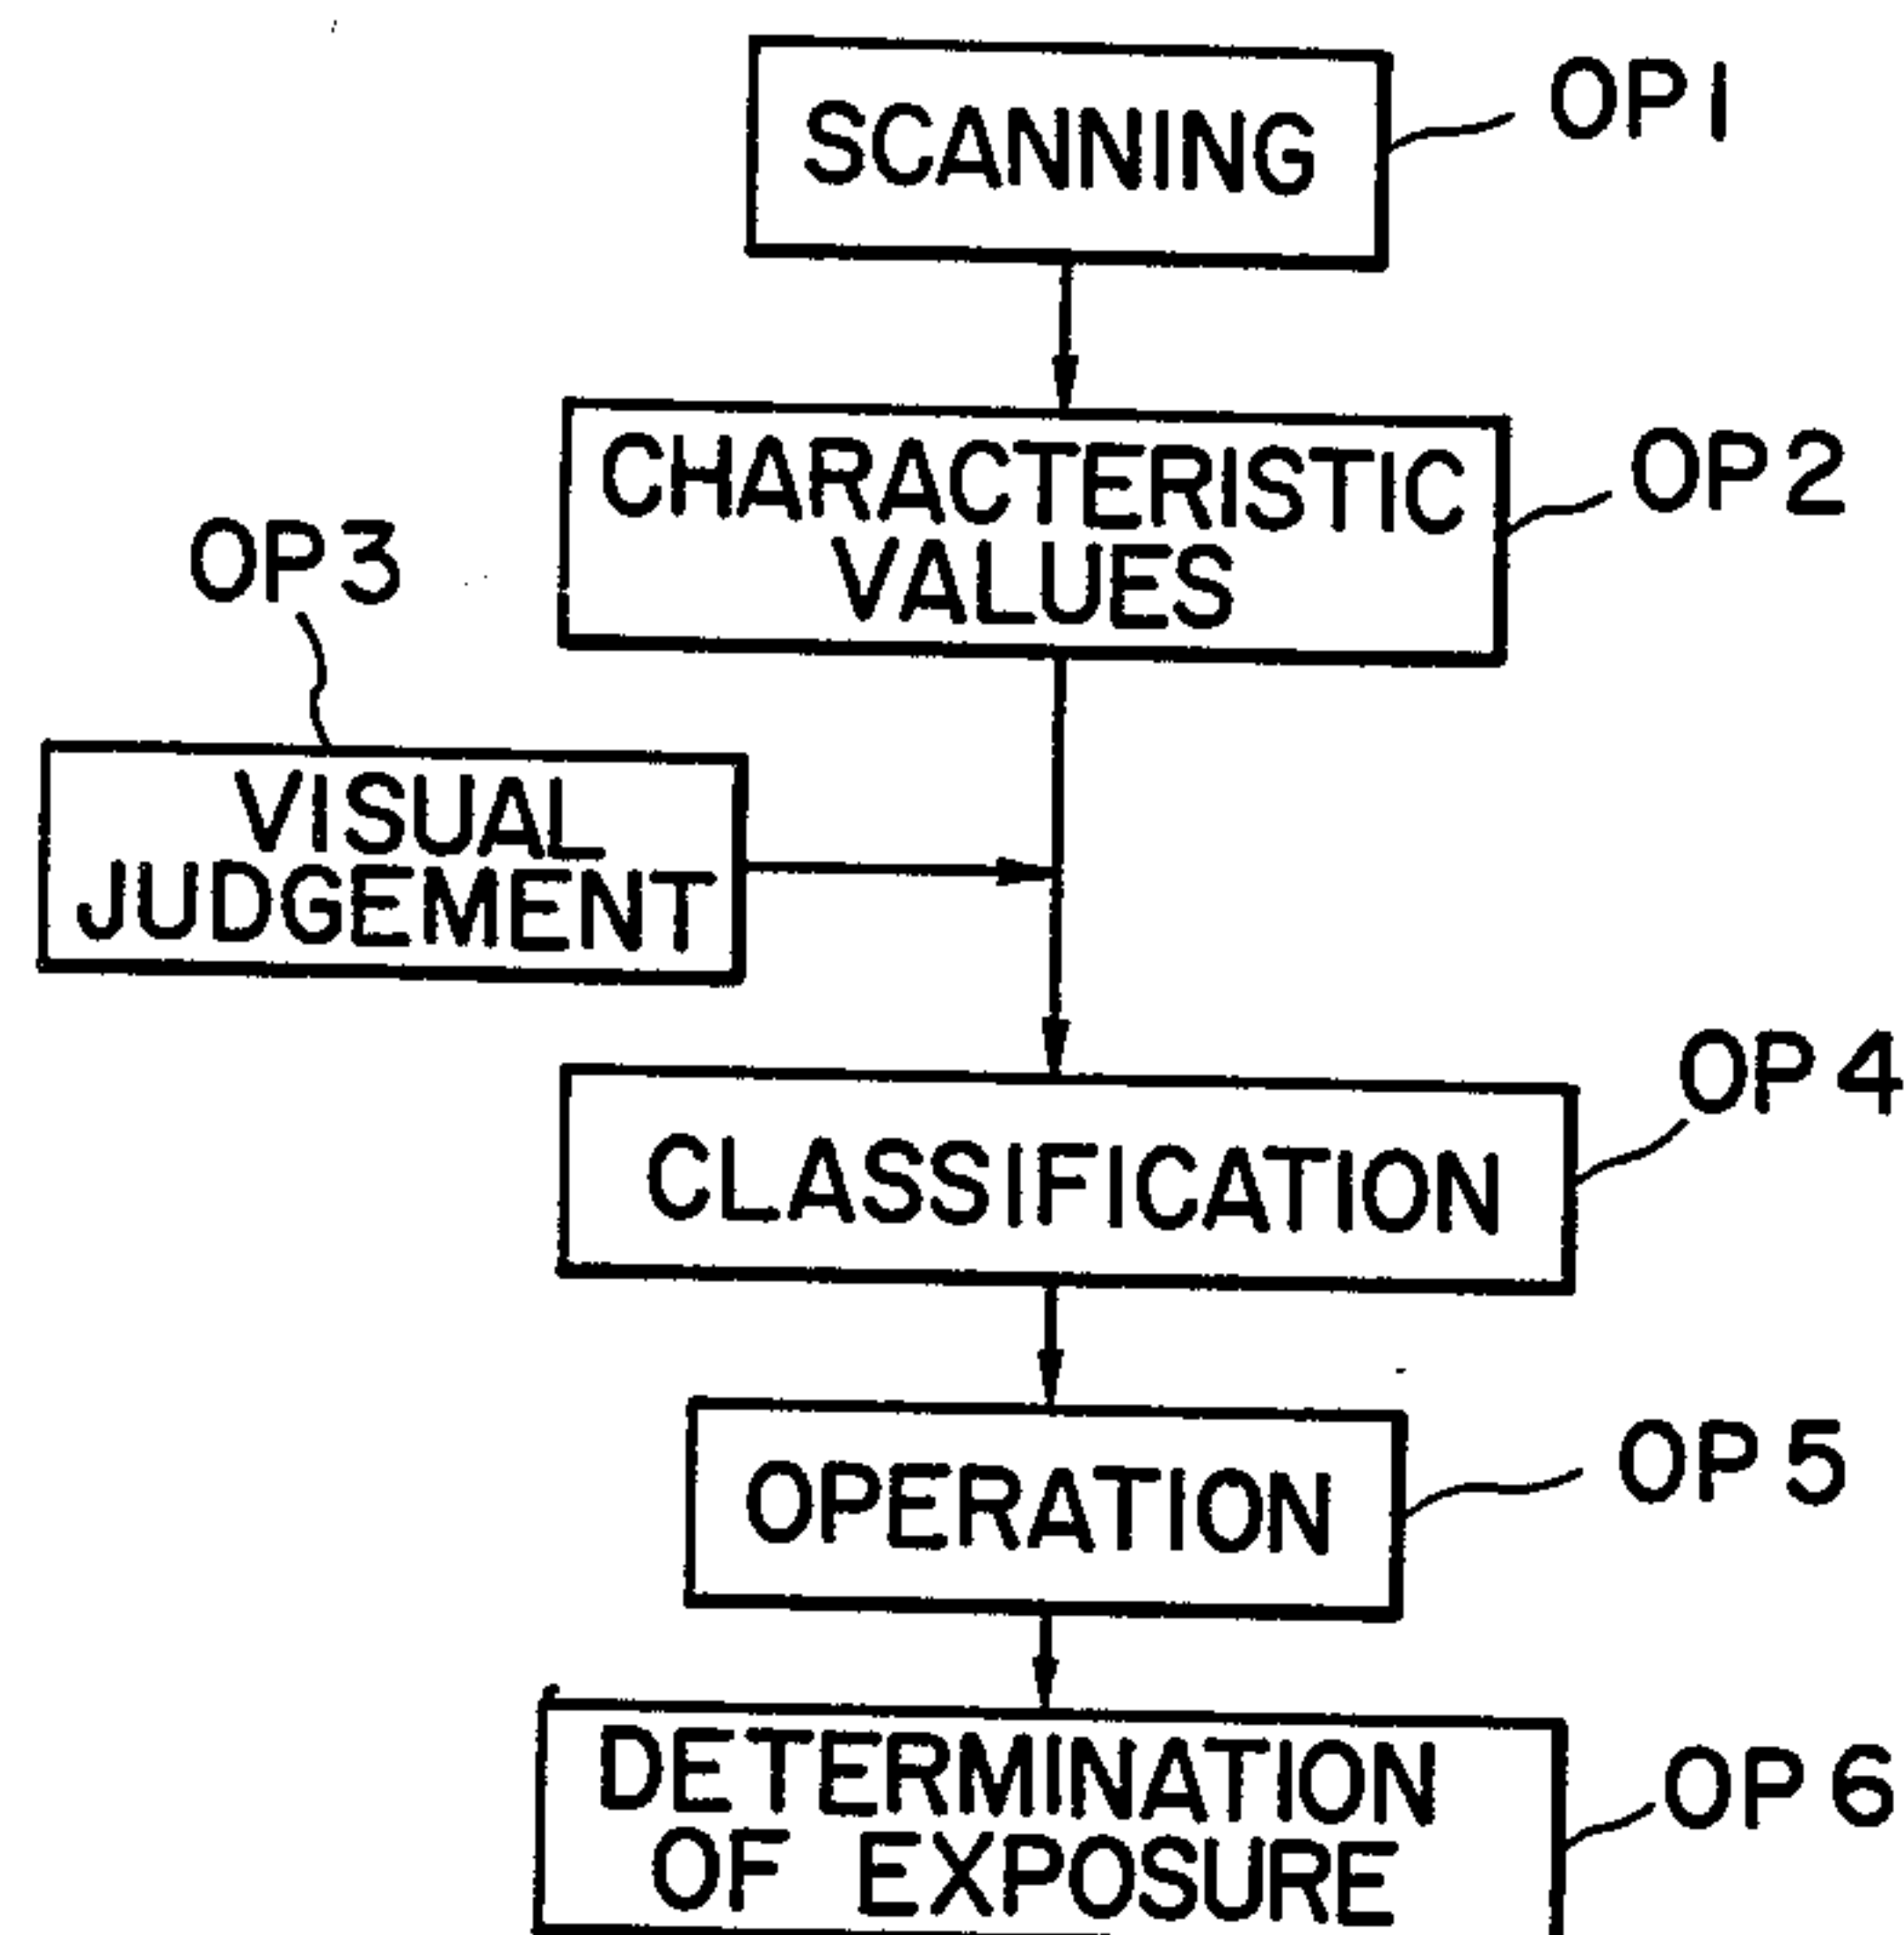 SCANNING
OP1
CHARACTERISTIC
VALUES
OP2
OP3
VISUAL
JUDGEMENT
OP4
CLASSIFICATION
OPERATION
OP5
DETERMINATION
OF EXPOSURE
OP6